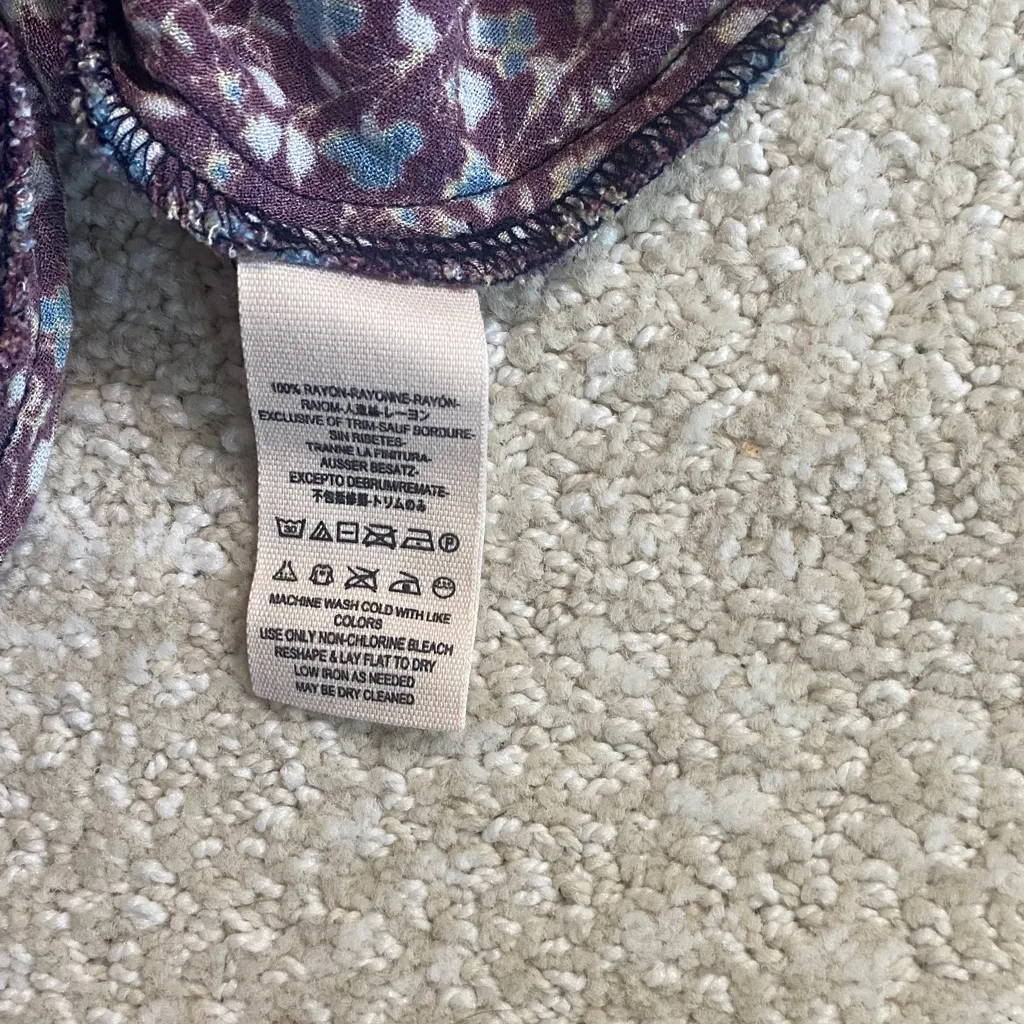 100% RAYON-RAYONNE-RAYÓN-
RAIOM-人造絲-レーヨン
EXCLUSIVE OF TRIM-SAUF BORDURE-
SIN RIBETES-
TRANNE LA FINITURA-
AUSSER BESATZ-
EXCEPTO DEBRUM/REMATE-
不包括修飾-トリムのみ
30
P
MACHINE WASH COLD WITH LIKE
COLORS
USE ONLY NON-CHLORINE BLEACH
RESHAPE & LAY FLAT TO DRY
LOW IRON AS NEEDED
MAY BE DRY CLEANED